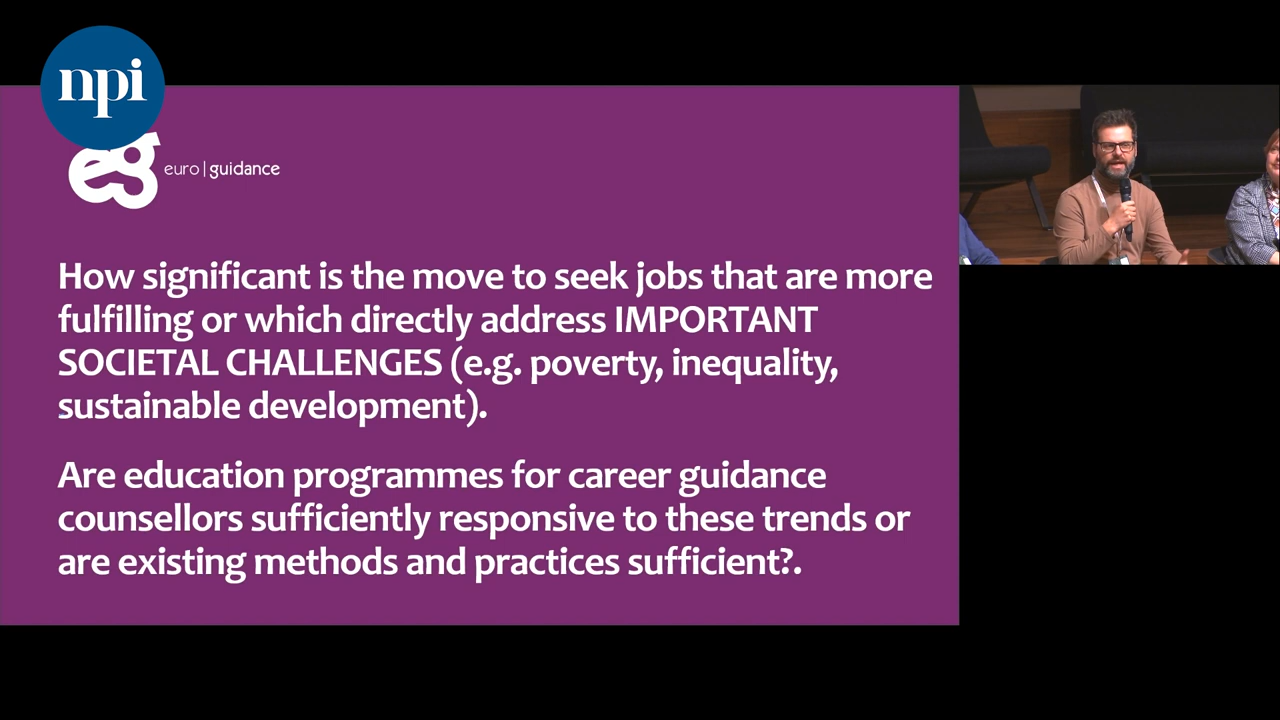 npi
eg euro|guidance
How significant is the move to seek jobs that are more
fulfilling or which directly address IMPORTANT
SOCIETAL CHALLENGES (e.g. poverty, inequality,
sustainable development).
Are education programmes for career guidance
counsellors sufficiently responsive to these trends or
are existing methods and practices sufficient?.